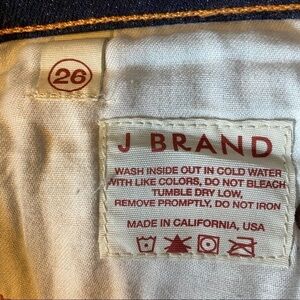 26
J BRAND
WASH INSIDE OUT IN COLD WATER
WITH LIKE COLORS, DO NOT BLEACH
TUMBLE DRY LOW,
REMOVE PROMPTLY, DO NOT IRON
MADE IN CALIFORNIA, USA